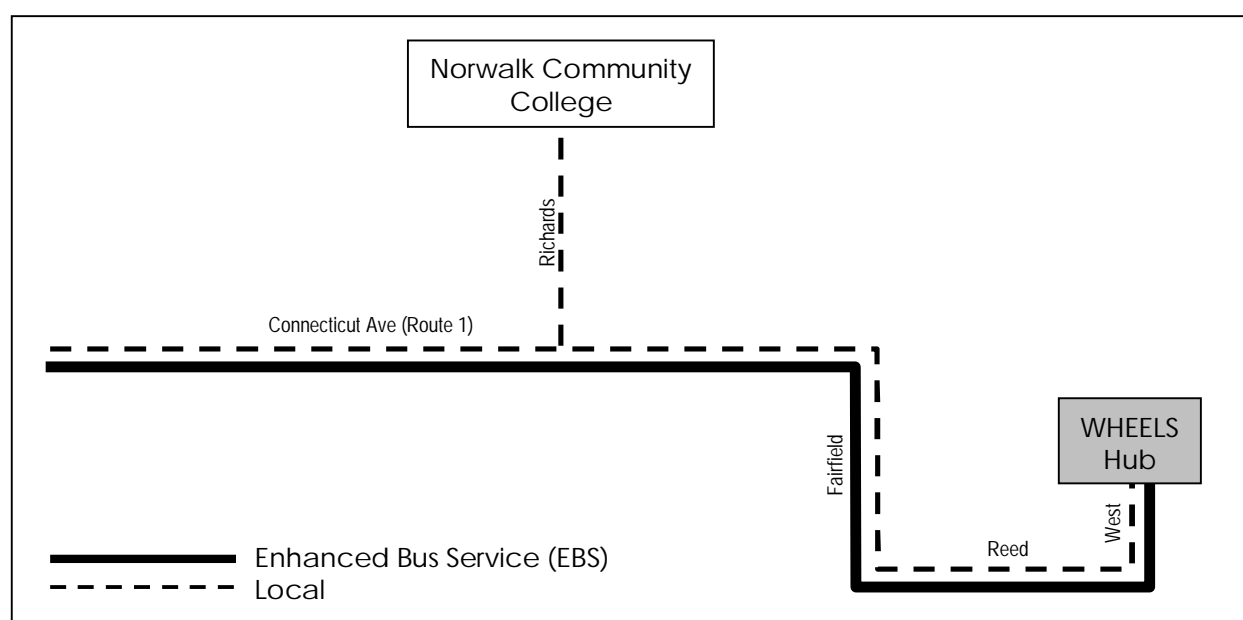 Norwalk Community
College
Richards
Connecticut Ave (Route 1)
Fairfield
WHEELS
Hub
West
Reed
Enhanced Bus Service (EBS)
Local